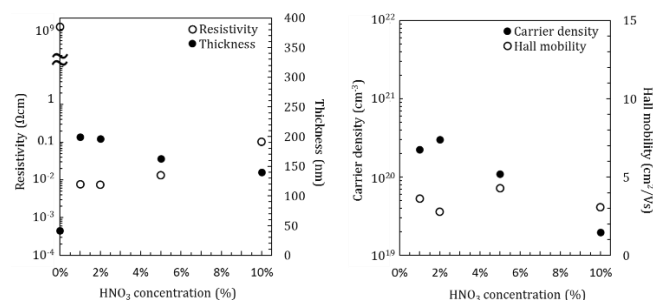 10⁹
1
0.1
10⁻²
10⁻³
10⁻⁴
Resistivity (Ωcm)
Resistivity
Thickness
400
350
300
250
200
150
100
50
0
Thickness (nm)
0% 2% 4% 6% 8% 10%
HNO₃ concentration (%)
10²²
10²¹
10²⁰
10¹⁹
Carrier density (cm⁻³)
Carrier density
Hall mobility
15
10
5
0
Hall mobility (cm²/Vs)
0% 2% 4% 6% 8% 10%
HNO₃ concentration (%)